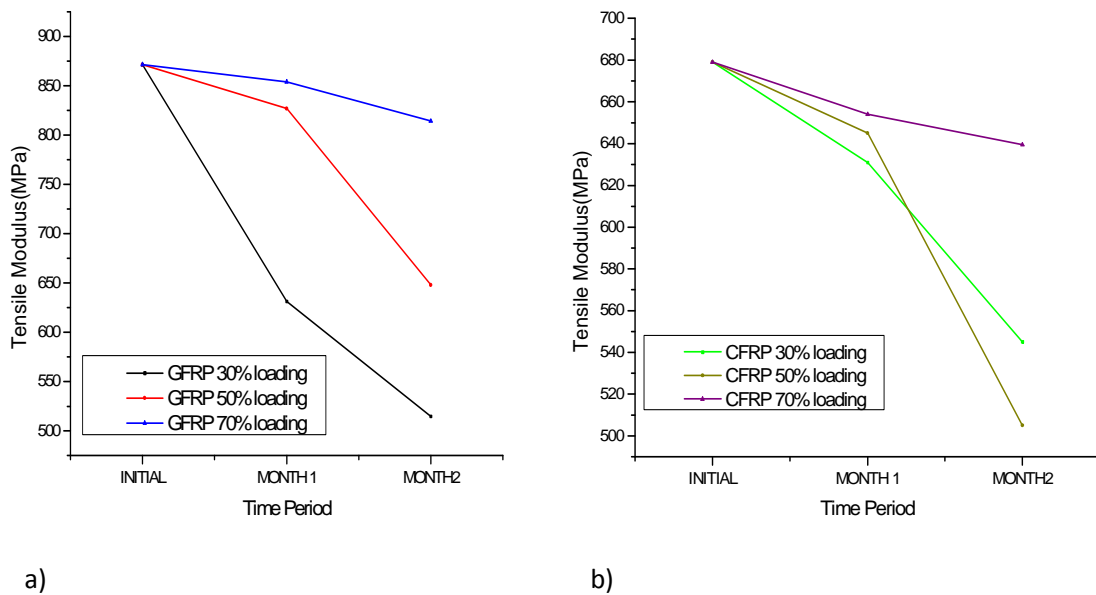 900
850
800
750
700
650
600
550
500
Tensile Modulus(MPa)
GFRP 30% loading
GFRP 50% loading
GFRP 70% loading
INITIAL
MONTH 1
MONTH2
Time Period
a)
700
680
660
640
620
600
580
560
540
520
500
Tensile Modulus(MPa)
CFRP 30% loading
CFRP 50% loading
CFRP 70% loading
INITIAL
MONTH 1
MONTH2
Time Period
b)